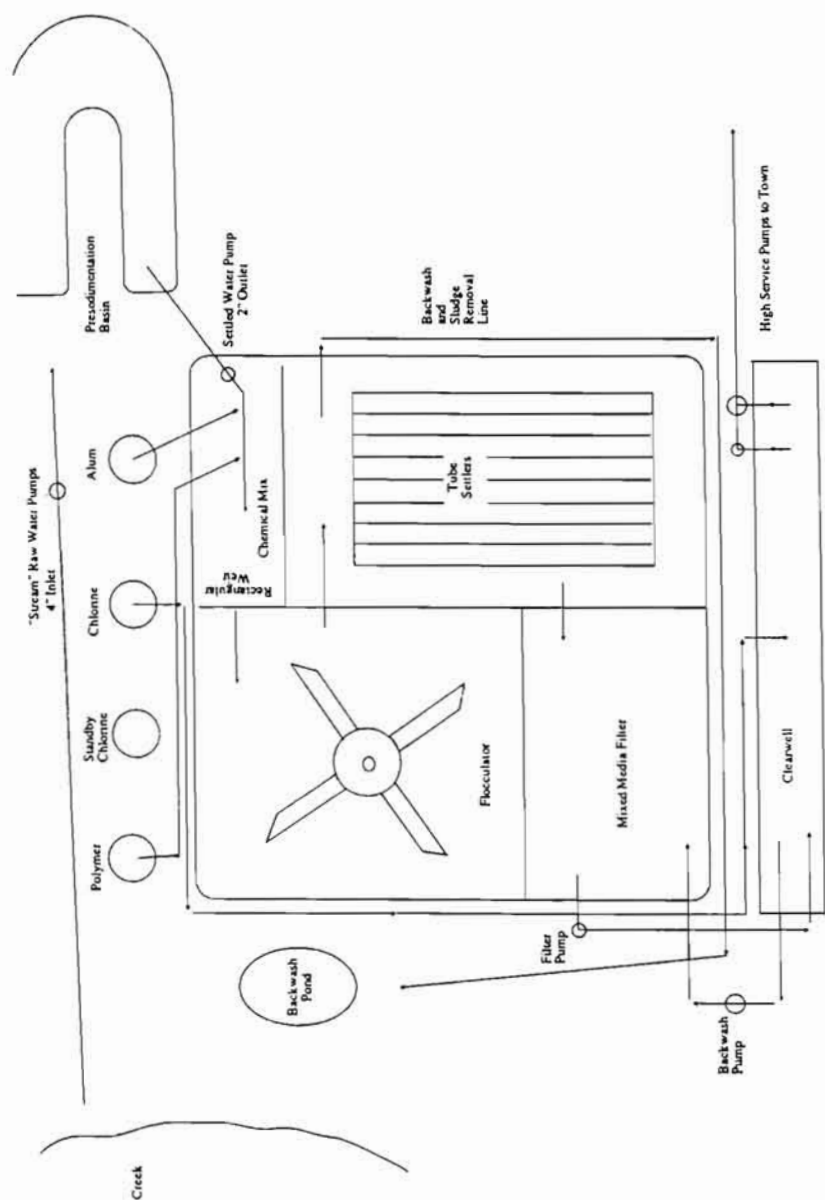 Creek
"Stream" Raw Water Pumps
4" Inlet
Polymer
Standby
Chlorine
Chlorine
Alum
Presedimentation
Basin
Settled Water Pump
2" Outlet
Chemical Mix
Rectangular
Weir
Backwash
Pond
Flocculator
Tube
Settlers
Backwash
and
Sludge
Removal
Line
Filter
Pump
Mixed Media Filter
Backwash
Pump
Clearwell
High Service Pumps to Town